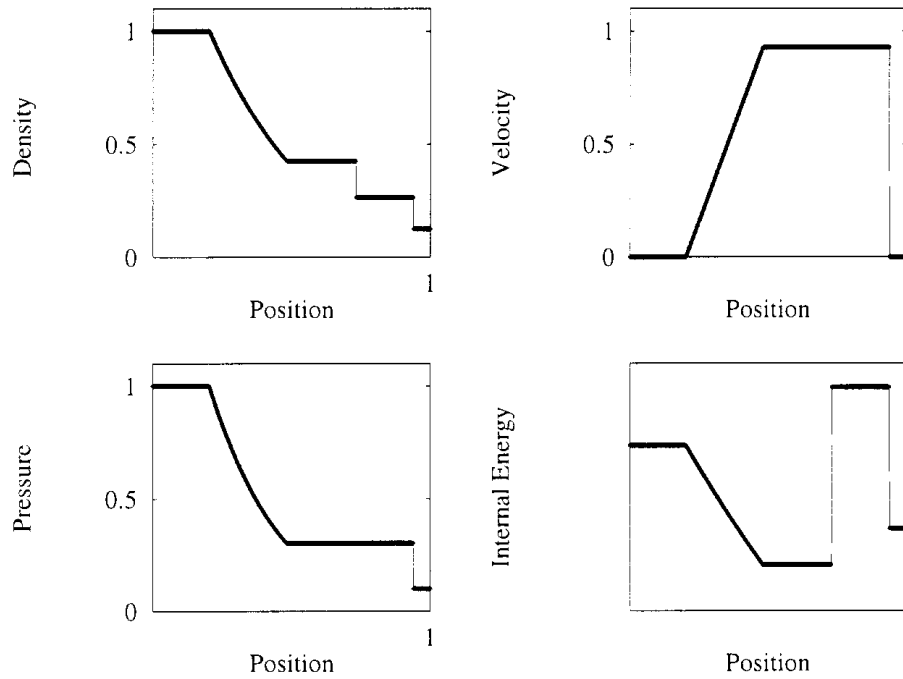 1
0.5
0
Density
1
Position
1
0.5
0
Velocity
Position
1
0.5
0
Pressure
1
Position
Internal Energy
Position